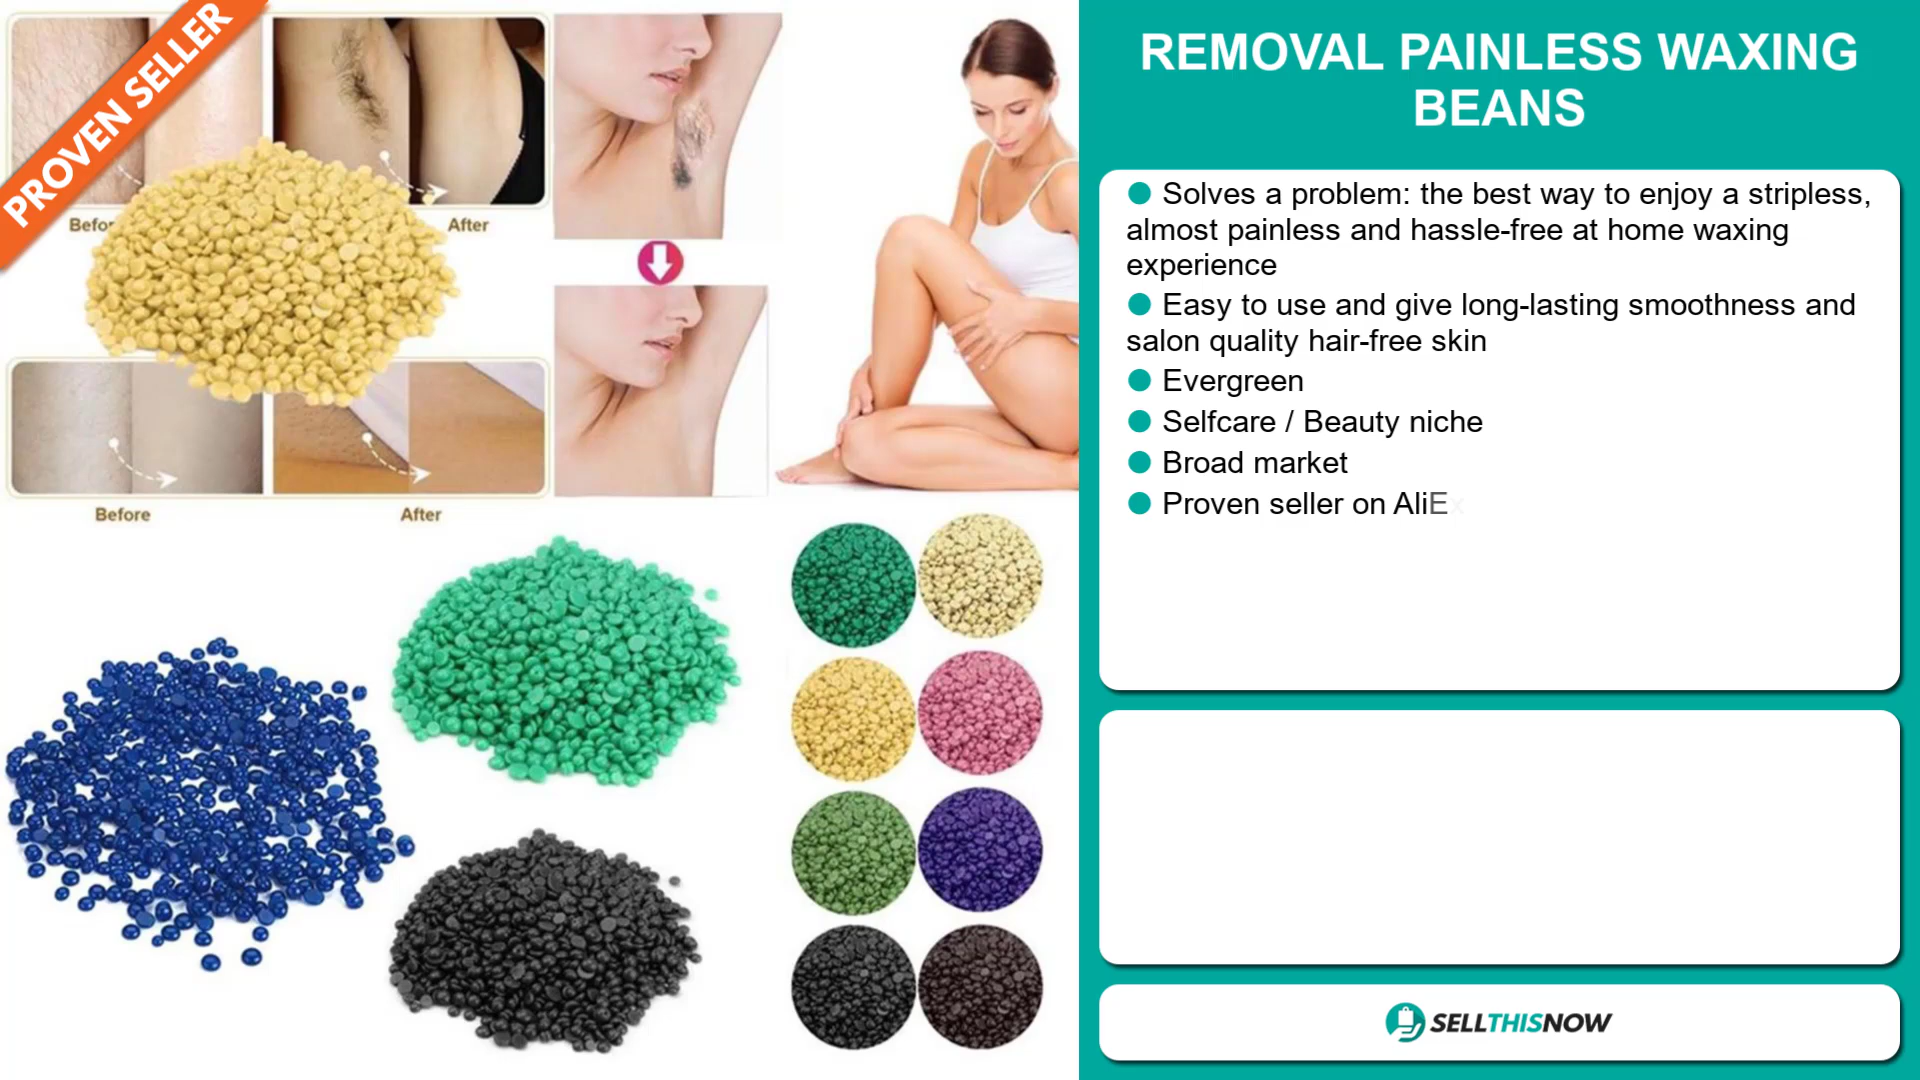 PROVEN SELLER
After
Before
After
REMOVAL PAINLESS WAXING
BEANS
● Solves a problem: the best way to enjoy a stripless,
almost painless and hassle-free at home waxing
experience
● Easy to use and give long-lasting smoothness and
salon quality hair-free skin
● Evergreen
● Selfcare / Beauty niche
● Broad market
● Proven seller on AliEx
SELLTHISNOW